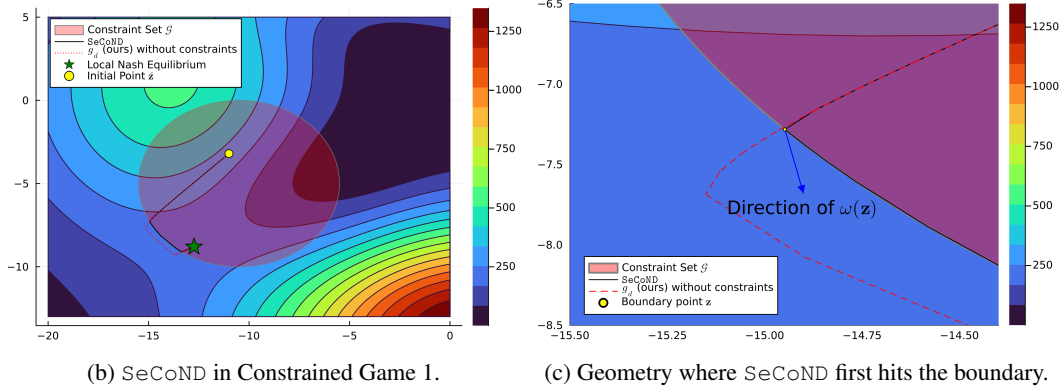 5
0
−5
−10
−20
−15
−10
−5
0
Constraint Set 𝒢
SeCoND
g_d (ours) without constraints
Local Nash Equilibrium
Initial Point ẑ
1250
1000
750
500
250
−6.5
−7.0
−7.5
−8.0
−8.5
−15.50
−15.25
−15.00
−14.75
−14.50
Direction of ω(𝐳)
Constraint Set 𝒢
SeCoND
g_d (ours) without constraints
Boundary point 𝐳
1250
1000
750
500
250
(b) SeCoND in Constrained Game 1.
(c) Geometry where SeCoND first hits the boundary.